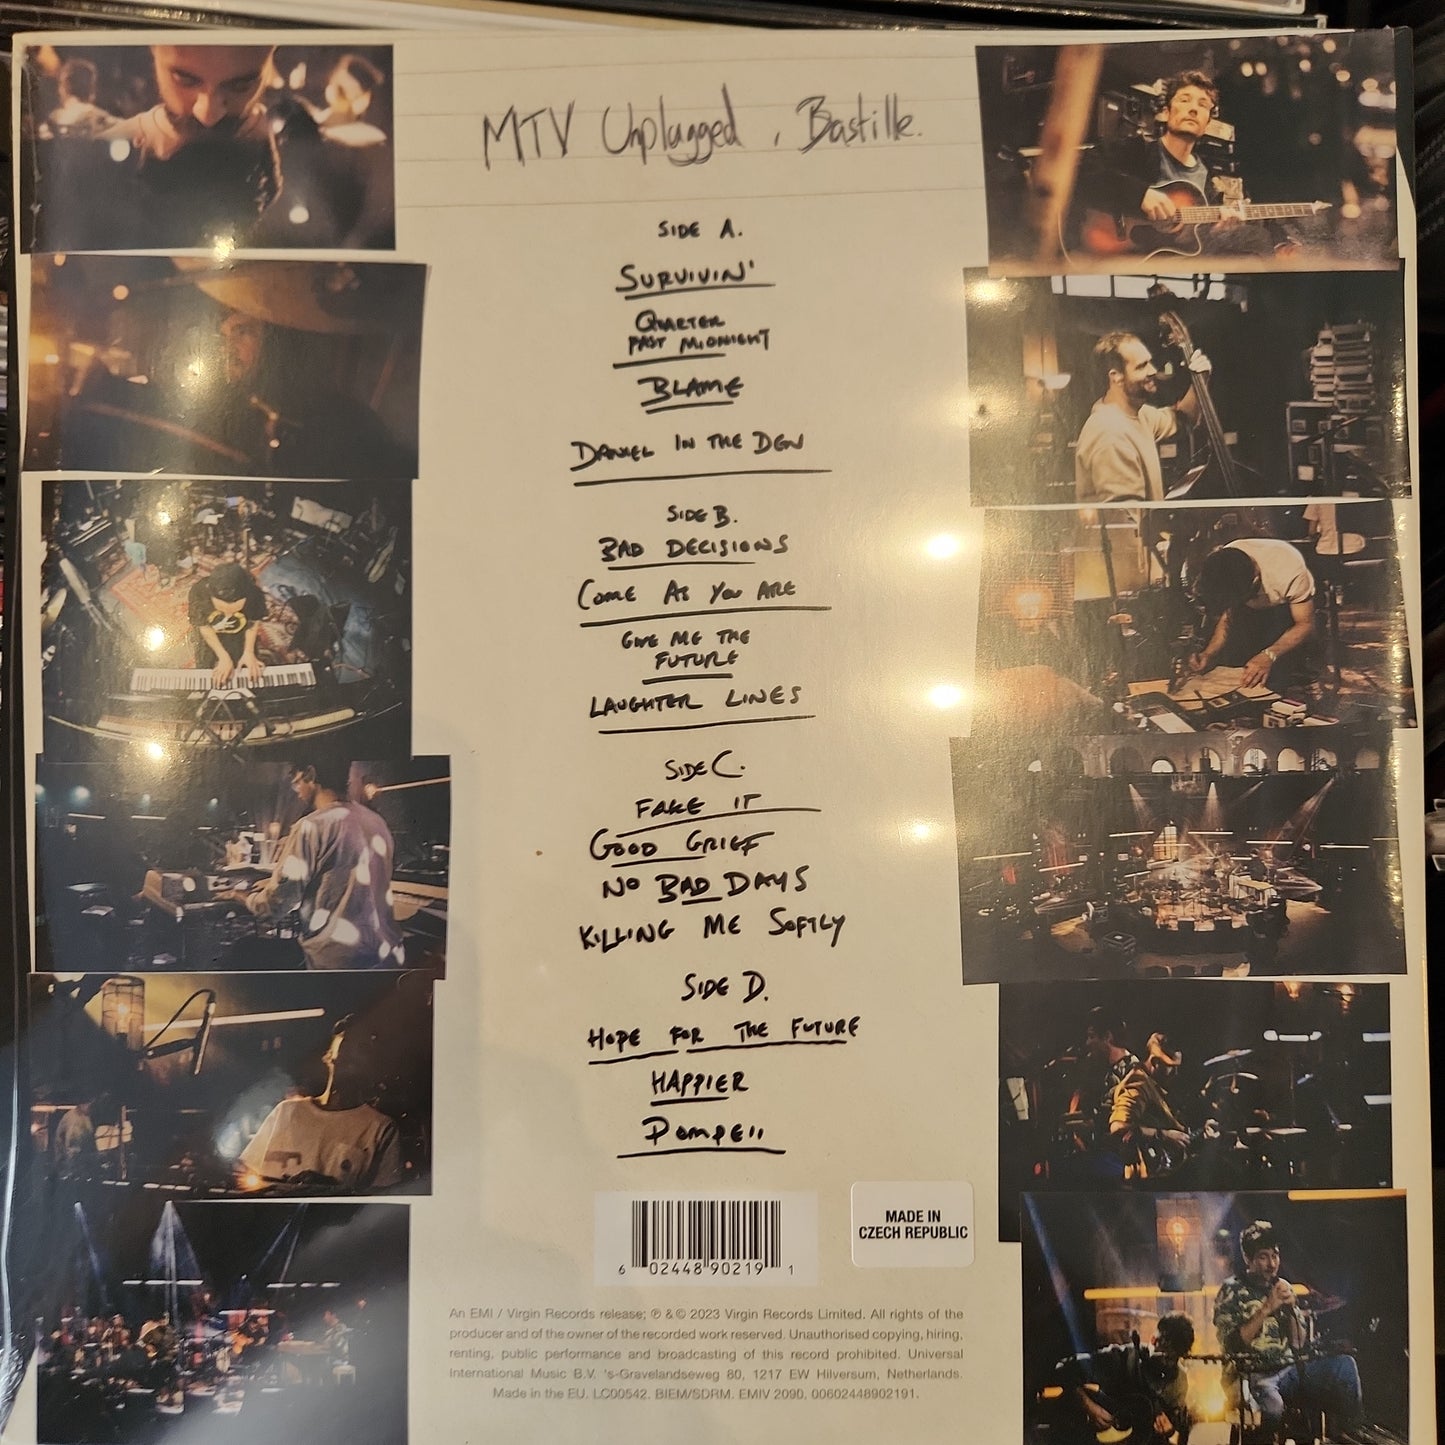 MTV Unplugged, Bastille.
SIDE A.
SURVIVIN'
QUARTER
PAST MIDNIGHT
BLAME
DANIEL IN THE DEN
SIDE B.
BAD DECISIONS
COME AS YOU ARE
GIVE ME THE
FUTURE
LAUGHTER LINES
SIDE C.
FAKE IT
GOOD GRIEF
NO BAD DAYS
KILLING ME SOFTLY
SIDE D.
HOPE FOR THE FUTURE
HAPPIER
POMPEII
6 02448 90219 1
MADE IN
CZECH REPUBLIC
An EMI / Virgin Records release; ℗ & © 2023 Virgin Records Limited. All rights of the
producer and of the owner of the recorded work reserved. Unauthorised copying, hiring,
renting, public performance and broadcasting of this record prohibited. Universal
International Music B.V. 's-Gravelandseweg 80, 1217 EW Hilversum, Netherlands.
Made in the EU. LC00542. BIEM/SDRM. EMIV 2090. 00602448902191.